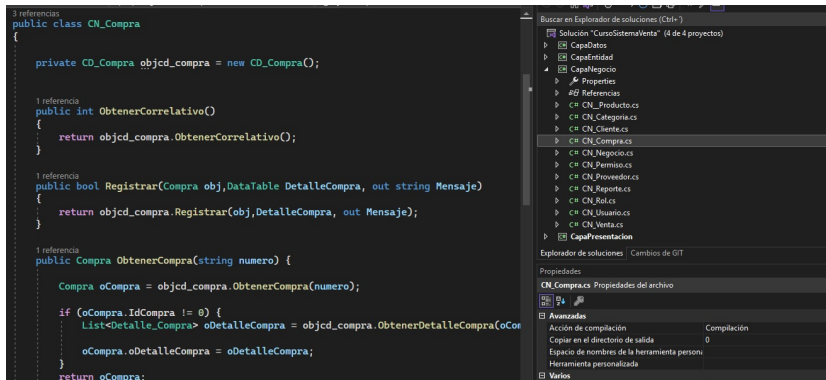 3 referencias
public class CN_Compra
{
private CD_Compra objcd_compra = new CD_Compra();
1 referencia
public int ObtenerCorrelativo()
{
return objcd_compra.ObtenerCorrelativo();
}
1 referencia
public bool Registrar(Compra obj,DataTable DetalleCompra, out string Mensaje)
{
return objcd_compra.Registrar(obj,DetalleCompra, out Mensaje);
}
1 referencia
public Compra ObtenerCompra(string numero) {
Compra oCompra = objcd_compra.ObtenerCompra(numero);
if (oCompra.IdCompra != 0) {
List<Detalle_Compra> oDetalleCompra = objcd_compra.ObtenerDetalleCompra(oCom
oCompra.oDetalleCompra = oDetalleCompra;
}
return oCompra;
Buscar en Explorador de soluciones (Ctrl+´)
Solución "CursoSistemaVenta" (4 de 4 proyectos)
CapaDatos
CapaEntidad
CapaNegocio
Properties
Referencias
C# CN_Producto.cs
C# CN_Categoria.cs
C# CN_Cliente.cs
C# CN_Compra.cs
C# CN_Negocio.cs
C# CN_Permiso.cs
C# CN_Proveedor.cs
C# CN_Reporte.cs
C# CN_Rol.cs
C# CN_Usuario.cs
C# CN_Venta.cs
CapaPresentacion
Explorador de soluciones Cambios de GIT
Propiedades
CN_Compra.cs Propiedades del archivo
Avanzadas
Acción de compilación Compilación
Copiar en el directorio de salida 0
Espacio de nombres de la herramienta persona
Herramienta personalizada
Varios